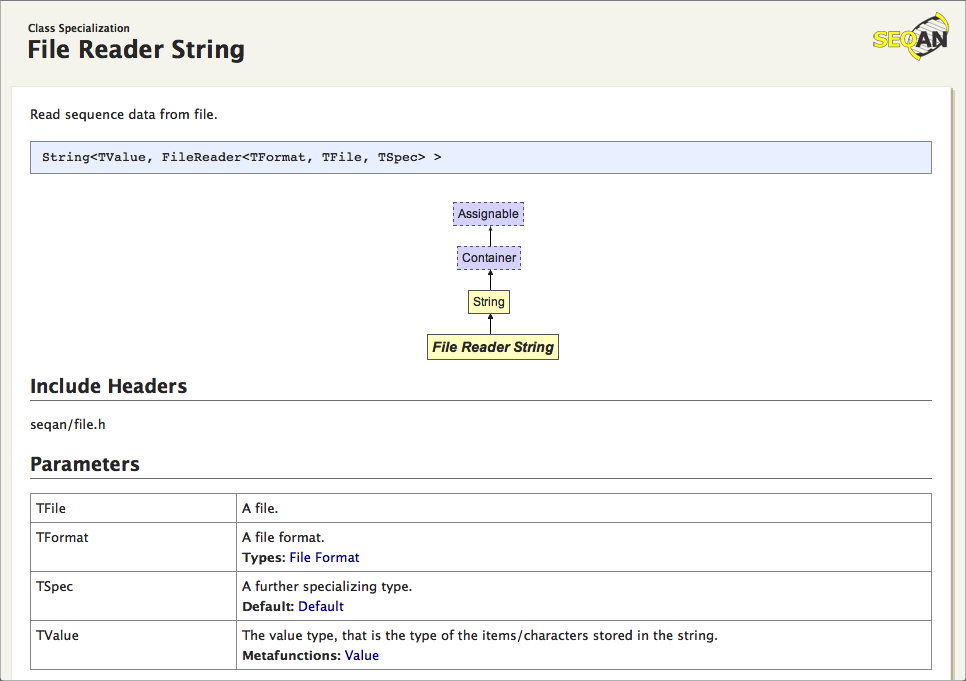 Class Specialization
File Reader String
SEQAN
Read sequence data from file.
String<TValue, FileReader<TFormat, TFile, TSpec> >
Assignable
Container
String
File Reader String
Include Headers
seqan/file.h
Parameters
TFile A file.
TFormat A file format.
Types: File Format
TSpec A further specializing type.
Default: Default
TValue The value type, that is the type of the items/characters stored in the string.
Metafunctions: Value